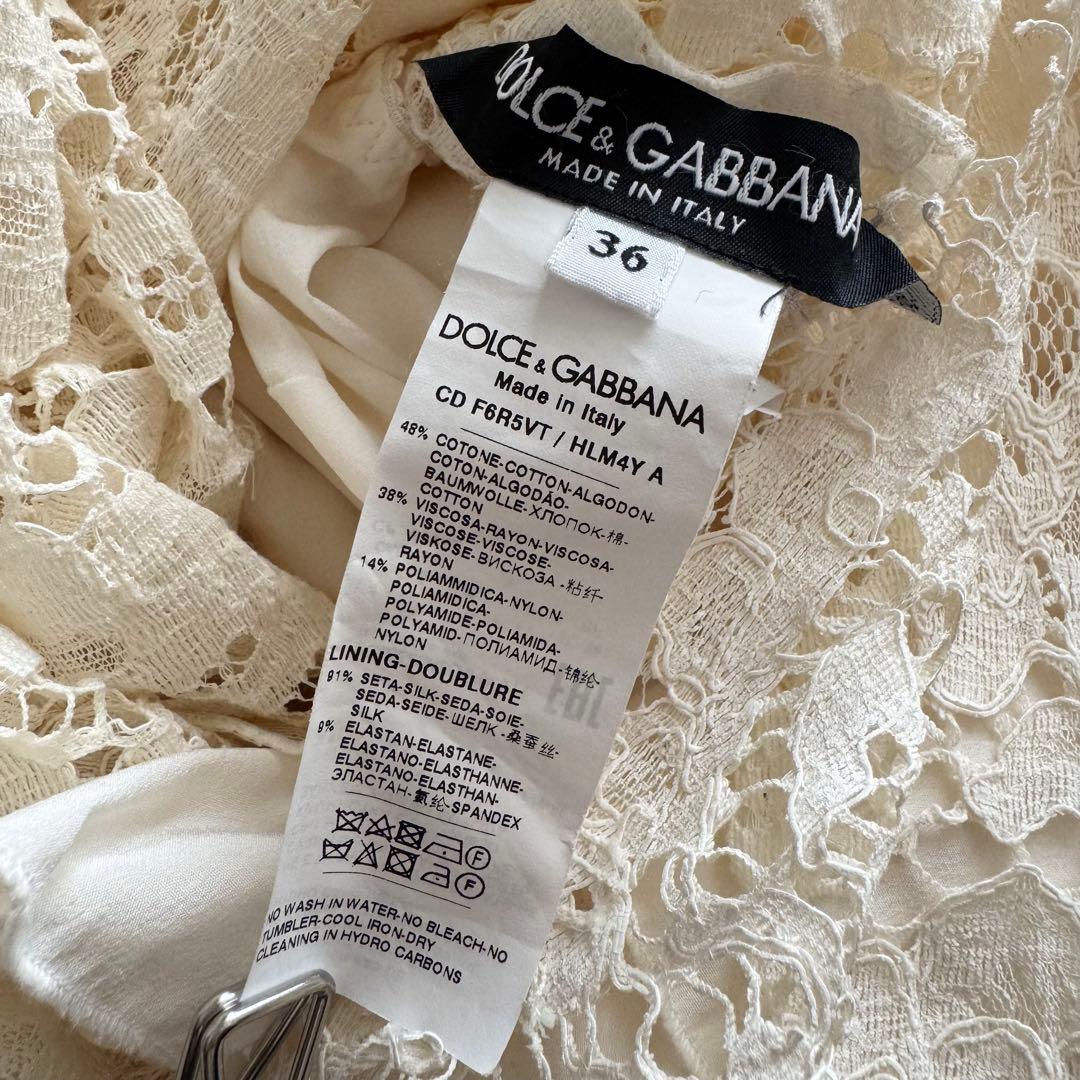 DOLCE & GABBANA
MADE IN ITALY
36
DOLCE & GABBANA
Made in Italy
CD F6R5VT / HLM4Y A
48% COTONE-COTTON-ALGODON-
COTON-ALGODÃO-
BAUMWOLLE-ХЛОПОК-棉-
COTTON
38% VISCOSA-RAYON-VISCOSA-
VISCOSE-VISCOSE-
VISKOSE-ВИСКОЗА-粘纤-
RAYON
14% POLIAMMIDICA-NYLON-
POLIAMIDICA-
POLYAMIDE-POLIAMIDA-
POLYAMID-ПОЛИАМИД-锦纶-
NYLON
LINING-DOUBLURE
91% SETA-SILK-SEDA-SOIE-
SEDA-SEIDE-ШЕЛК-桑蚕丝-
SILK
9% ELASTAN-ELASTANE-
ELASTANO-ELASTHANNE-
ELASTANO-ELASTHAN-
ЭЛАСТАН-氨纶-SPANDEX
F
F
NO WASH IN WATER-NO BLEACH-NO
TUMBLER-COOL IRON-DRY
CLEANING IN HYDRO CARBONS